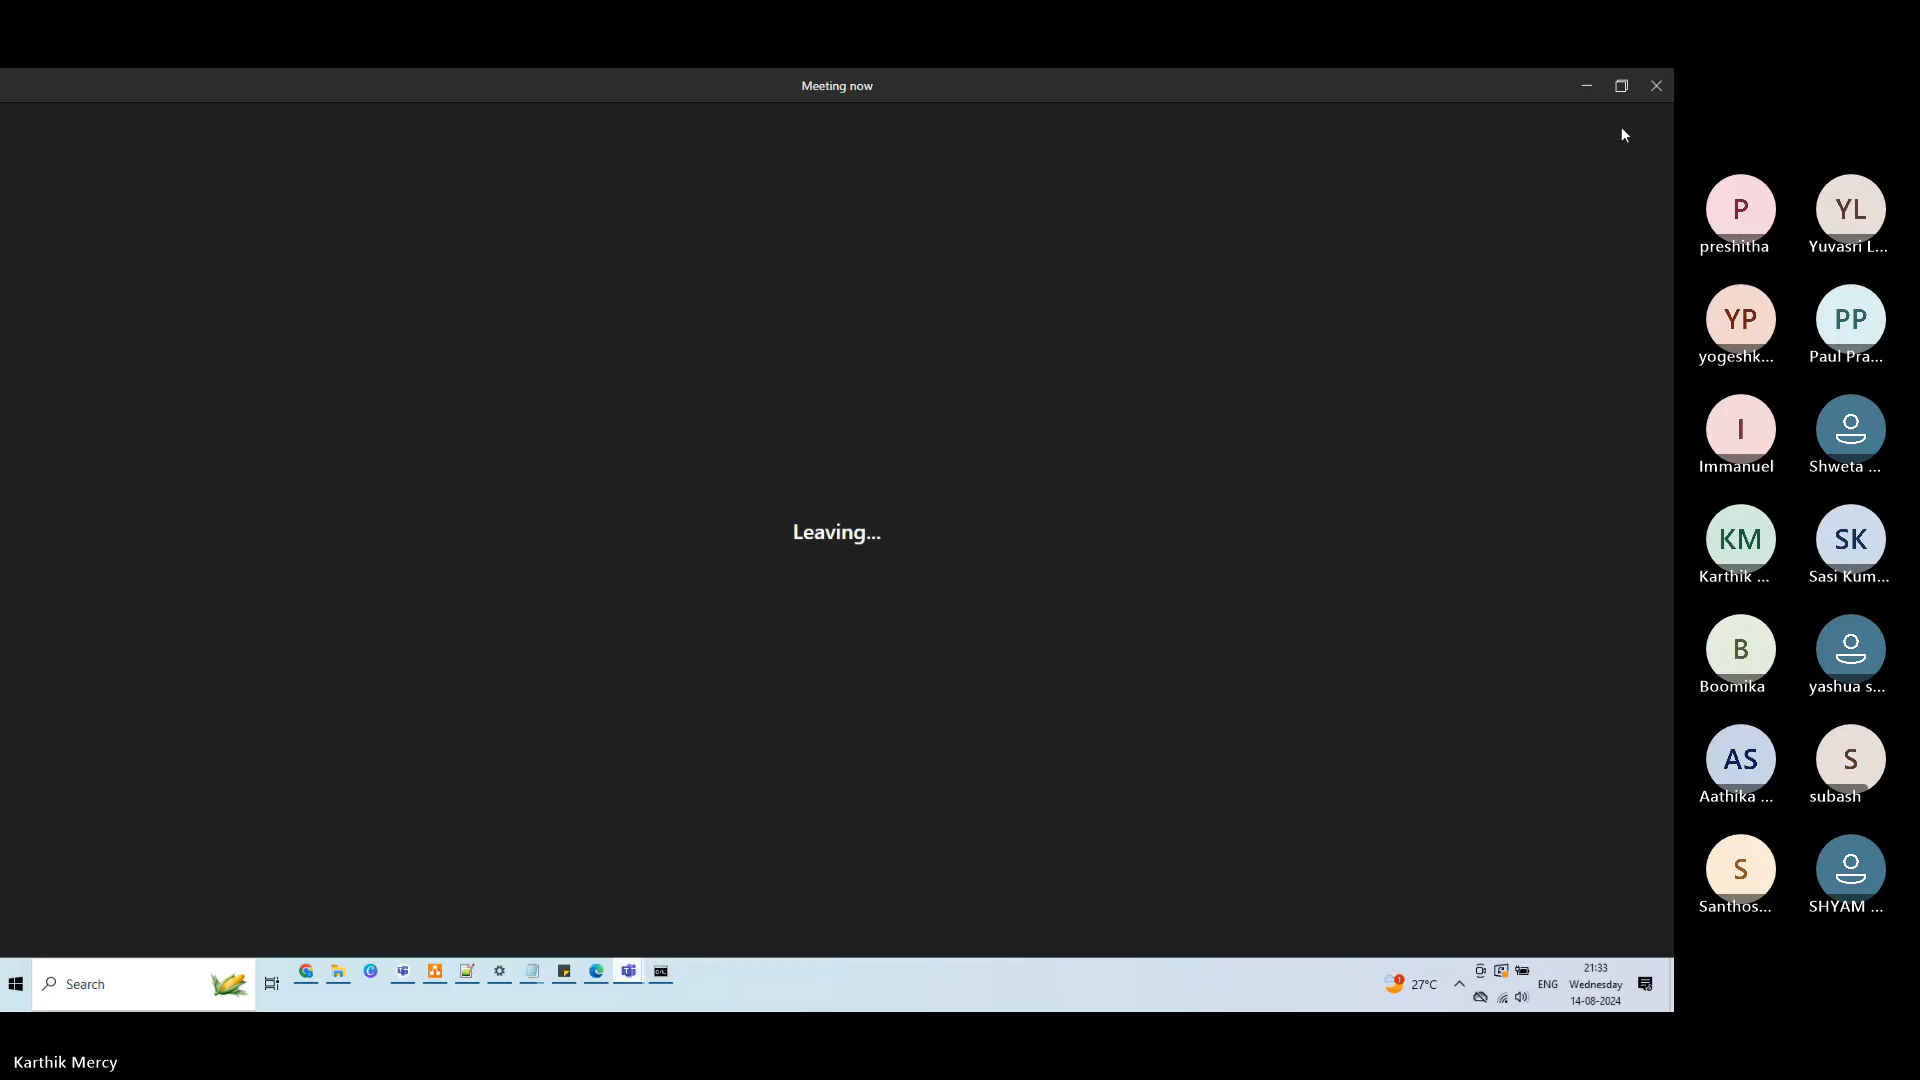 Meeting now
P
YL
preshitha
Yuvasri L...
YP
PP
yogeshk...
Paul Pra...
I
Immanuel
Shweta ...
Leaving...
KM
SK
Karthik ...
Sasi Kum...
B
Boomika
yashua s...
AS
S
Aathika ...
subash
S
Santhos...
SHYAM ...
Search
27°C
ENG
21:33
Wednesday
14-08-2024
Karthik Mercy